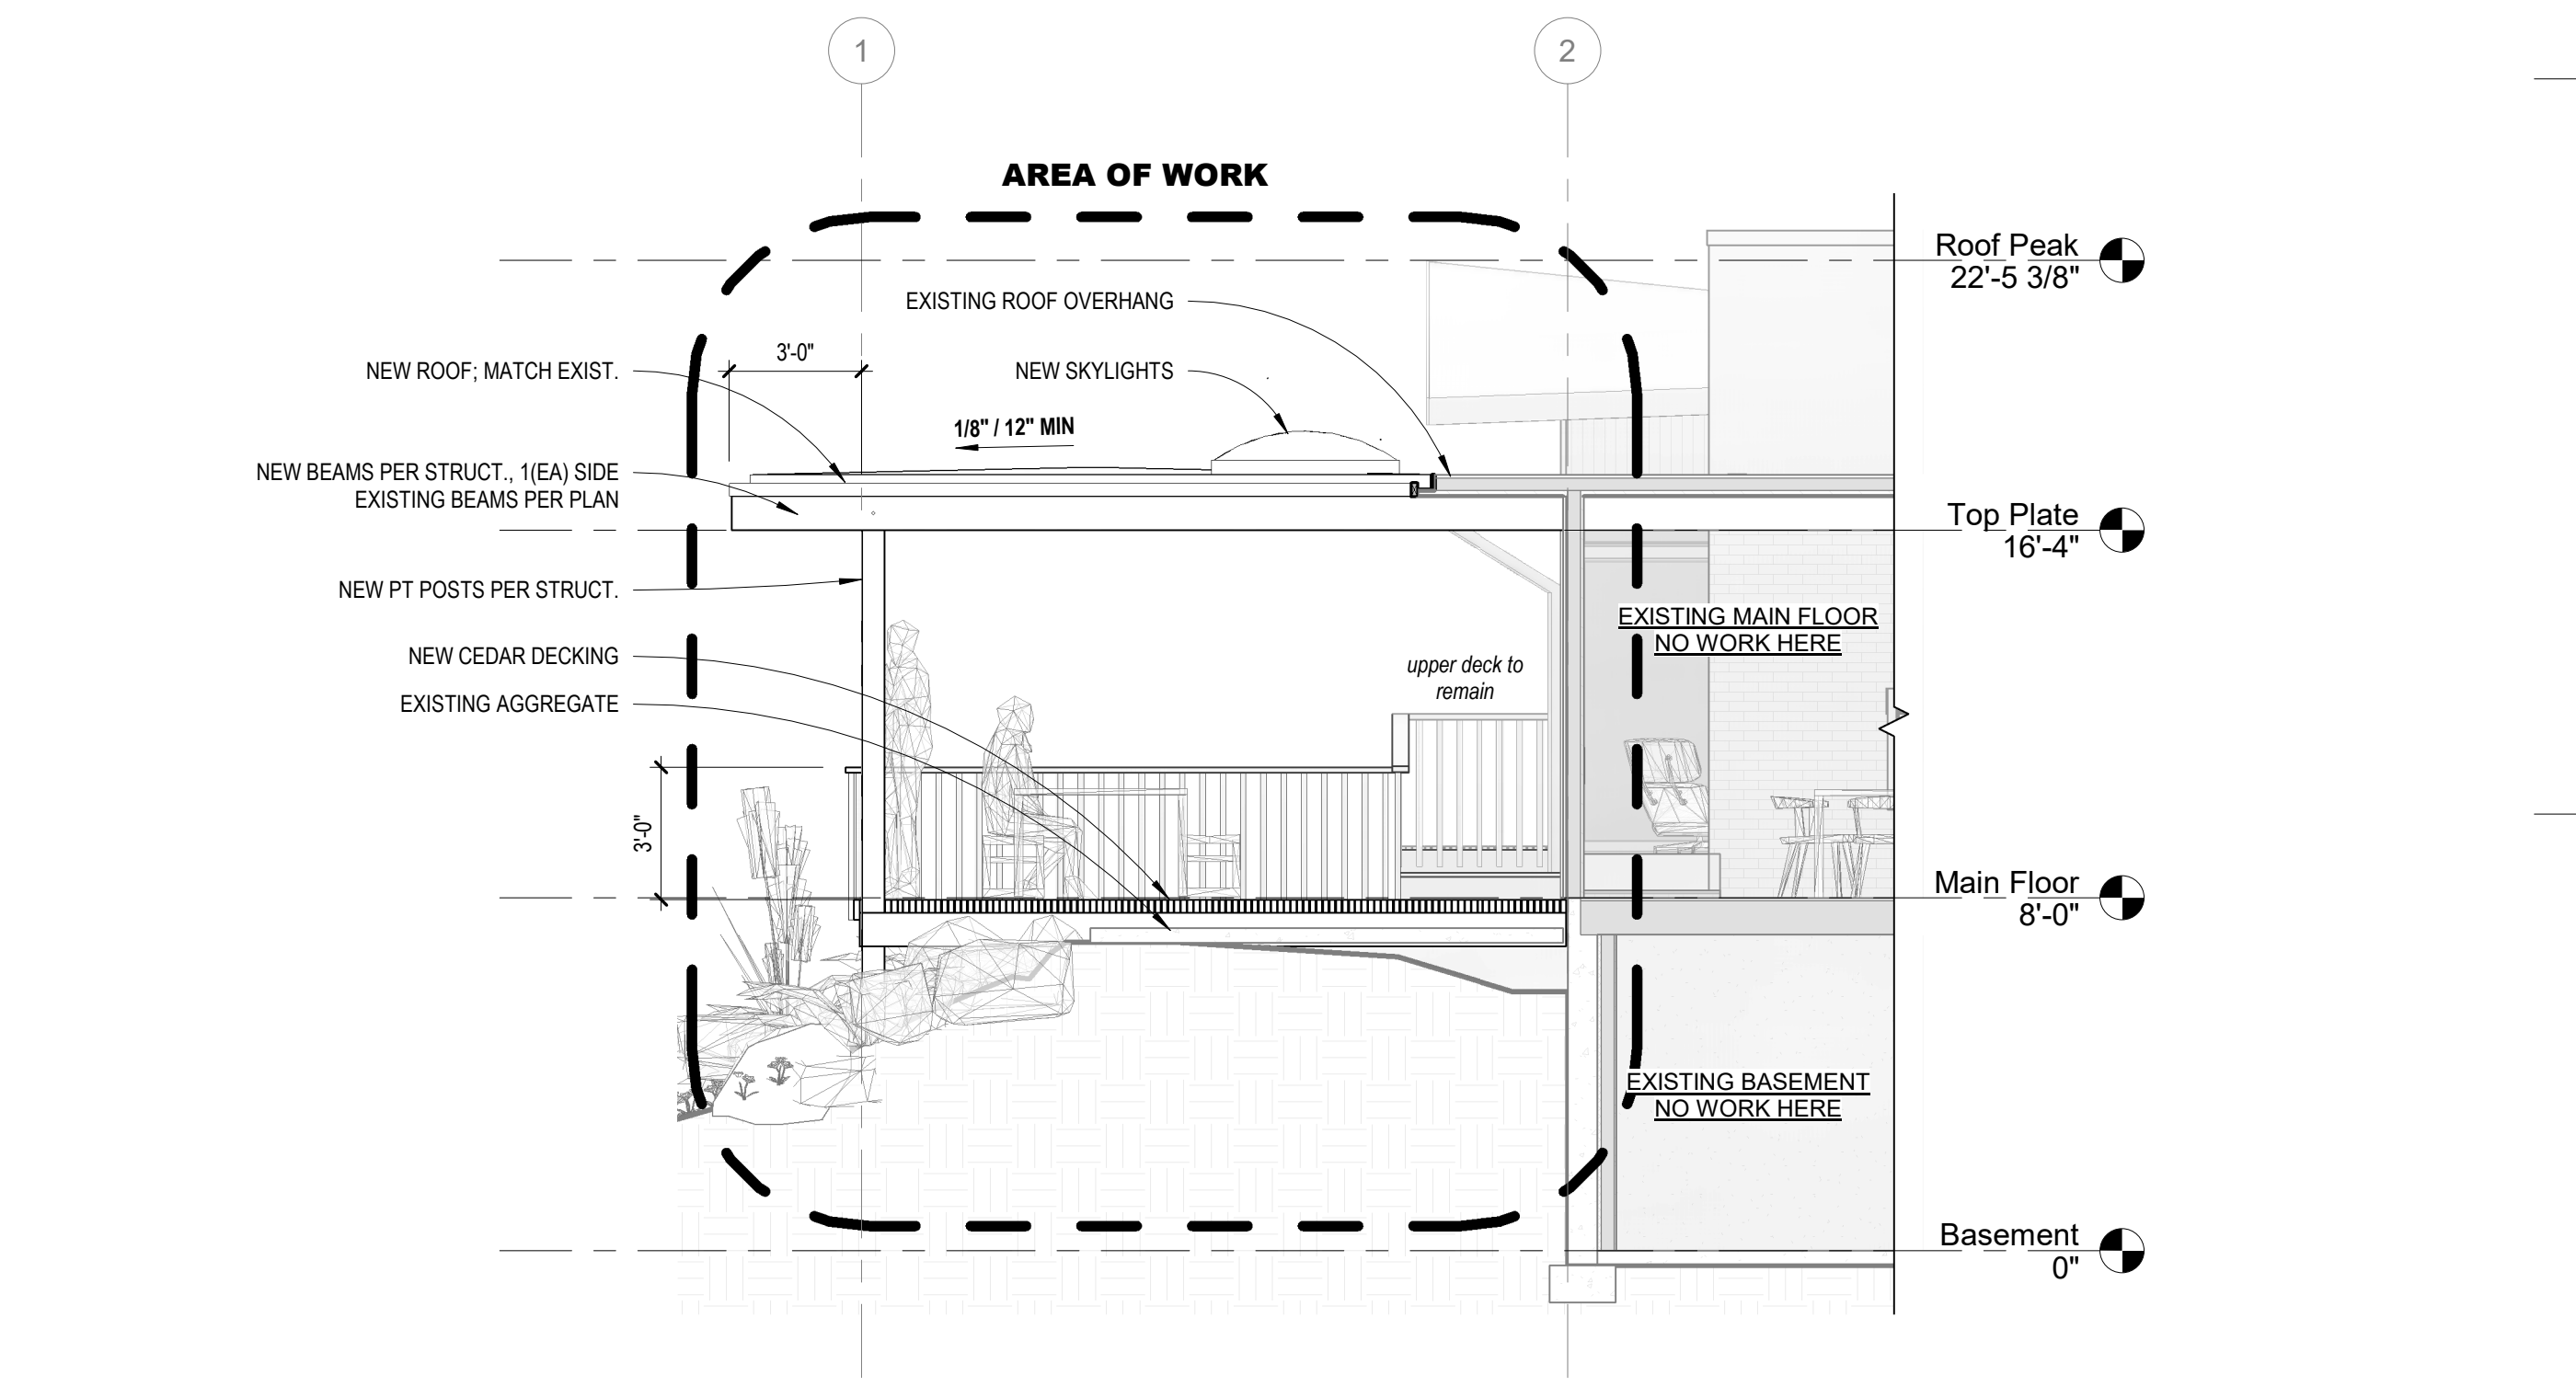 1
2
AREA OF WORK
Roof Peak
22'-5 3/8"
EXISTING ROOF OVERHANG
3'-0"
NEW ROOF; MATCH EXIST.
NEW SKYLIGHTS
1/8" / 12" MIN
NEW BEAMS PER STRUCT., 1(EA) SIDE
EXISTING BEAMS PER PLAN
Top Plate
16'-4"
NEW PT POSTS PER STRUCT.
EXISTING MAIN FLOOR
NO WORK HERE
NEW CEDAR DECKING
upper deck to
remain
EXISTING AGGREGATE
3'-0"
Main Floor
8'-0"
EXISTING BASEMENT
NO WORK HERE
Basement
0"